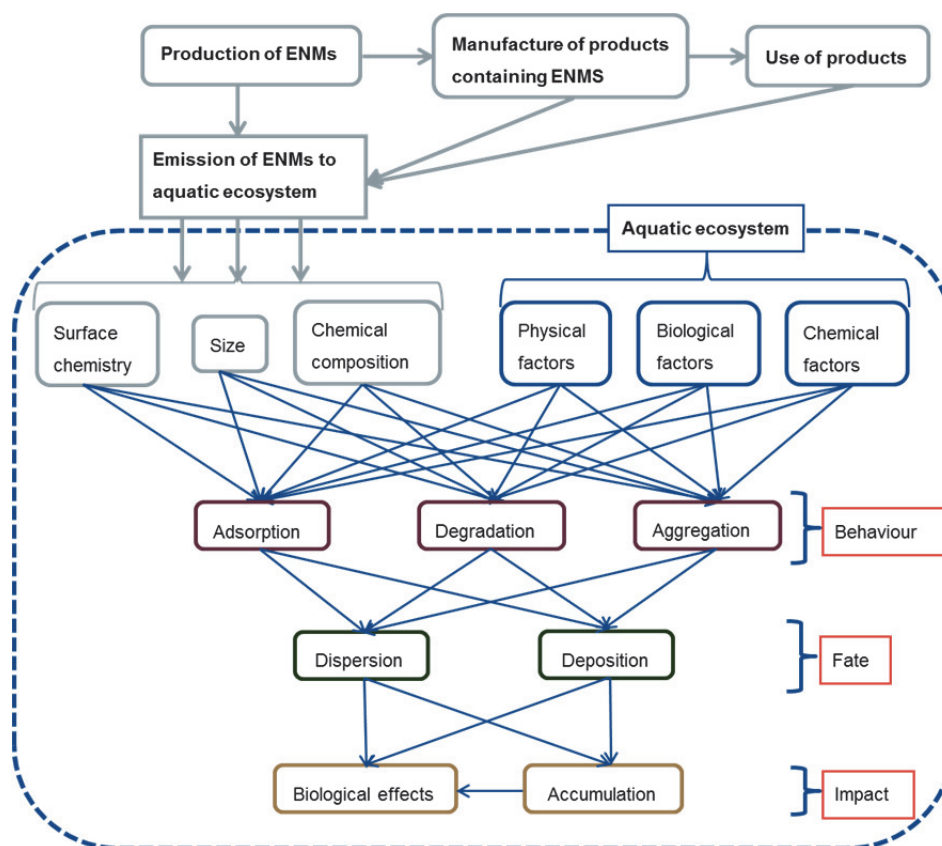 Production of ENMs
Manufacture of products
containing ENMS
Use of products
Emission of ENMs to
aquatic ecosystem
Aquatic ecosystem
Surface
chemistry
Size
Chemical
composition
Physical
factors
Biological
factors
Chemical
factors
Adsorption
Degradation
Aggregation
Behaviour
Dispersion
Deposition
Fate
Biological effects
Accumulation
Impact